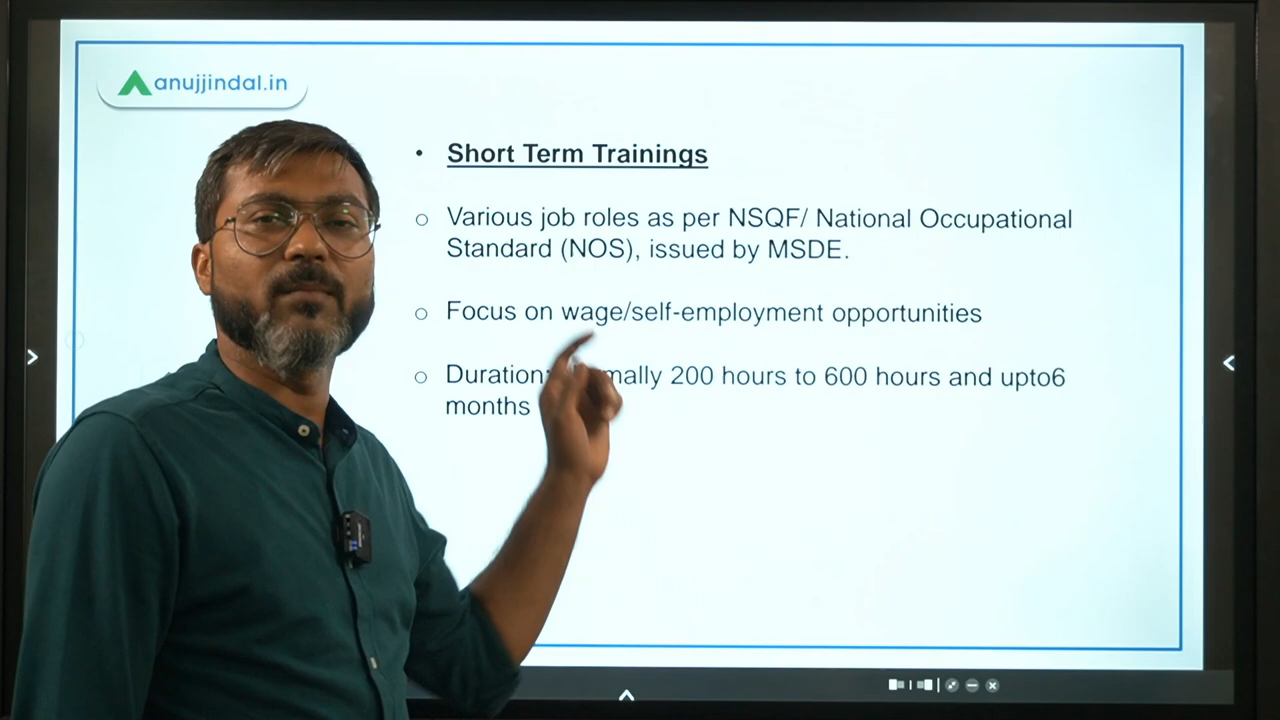 anujjindal.in
• Short Term Trainings
○ Various job roles as per NSQF/ National Occupational
Standard (NOS), issued by MSDE.
○ Focus on wage/self-employment opportunities
○ Duration: mally 200 hours to 600 hours and upto6
months